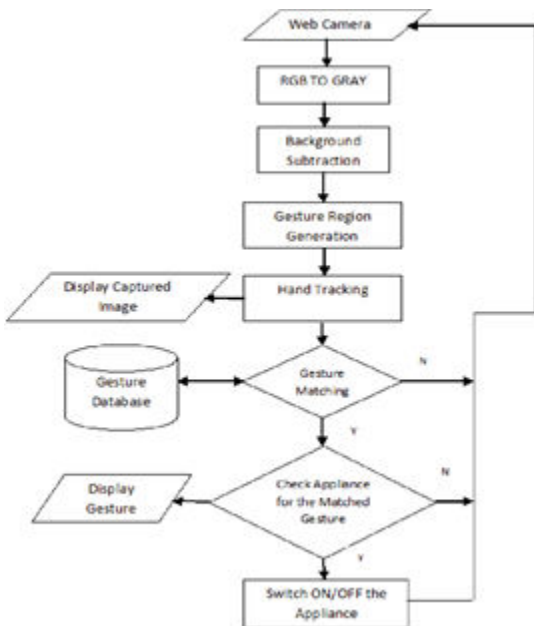 Web Camera
RGB TO GRAY
Background
Subtraction
Gesture Region
Generation
Display Captured
Image
Hand Tracking
Gesture
Database
Gesture
Matching
N
Y
Display
Gesture
Check Appliance
for the Matched
Gesture
N
Y
Switch ON/OFF the
Appliance